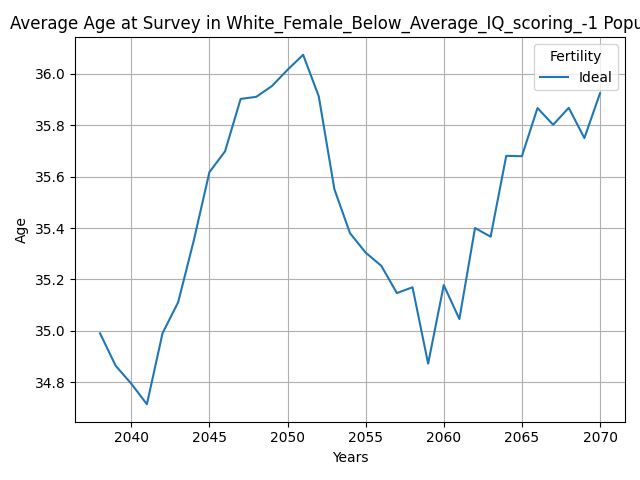 Average Age at Survey in White_Female_Below_Average_IQ_scoring_-1 Popu
Fertility
Ideal
36.0
35.8
35.6
35.4
35.2
35.0
34.8
Age
2040 2045 2050 2055 2060 2065 2070
Years